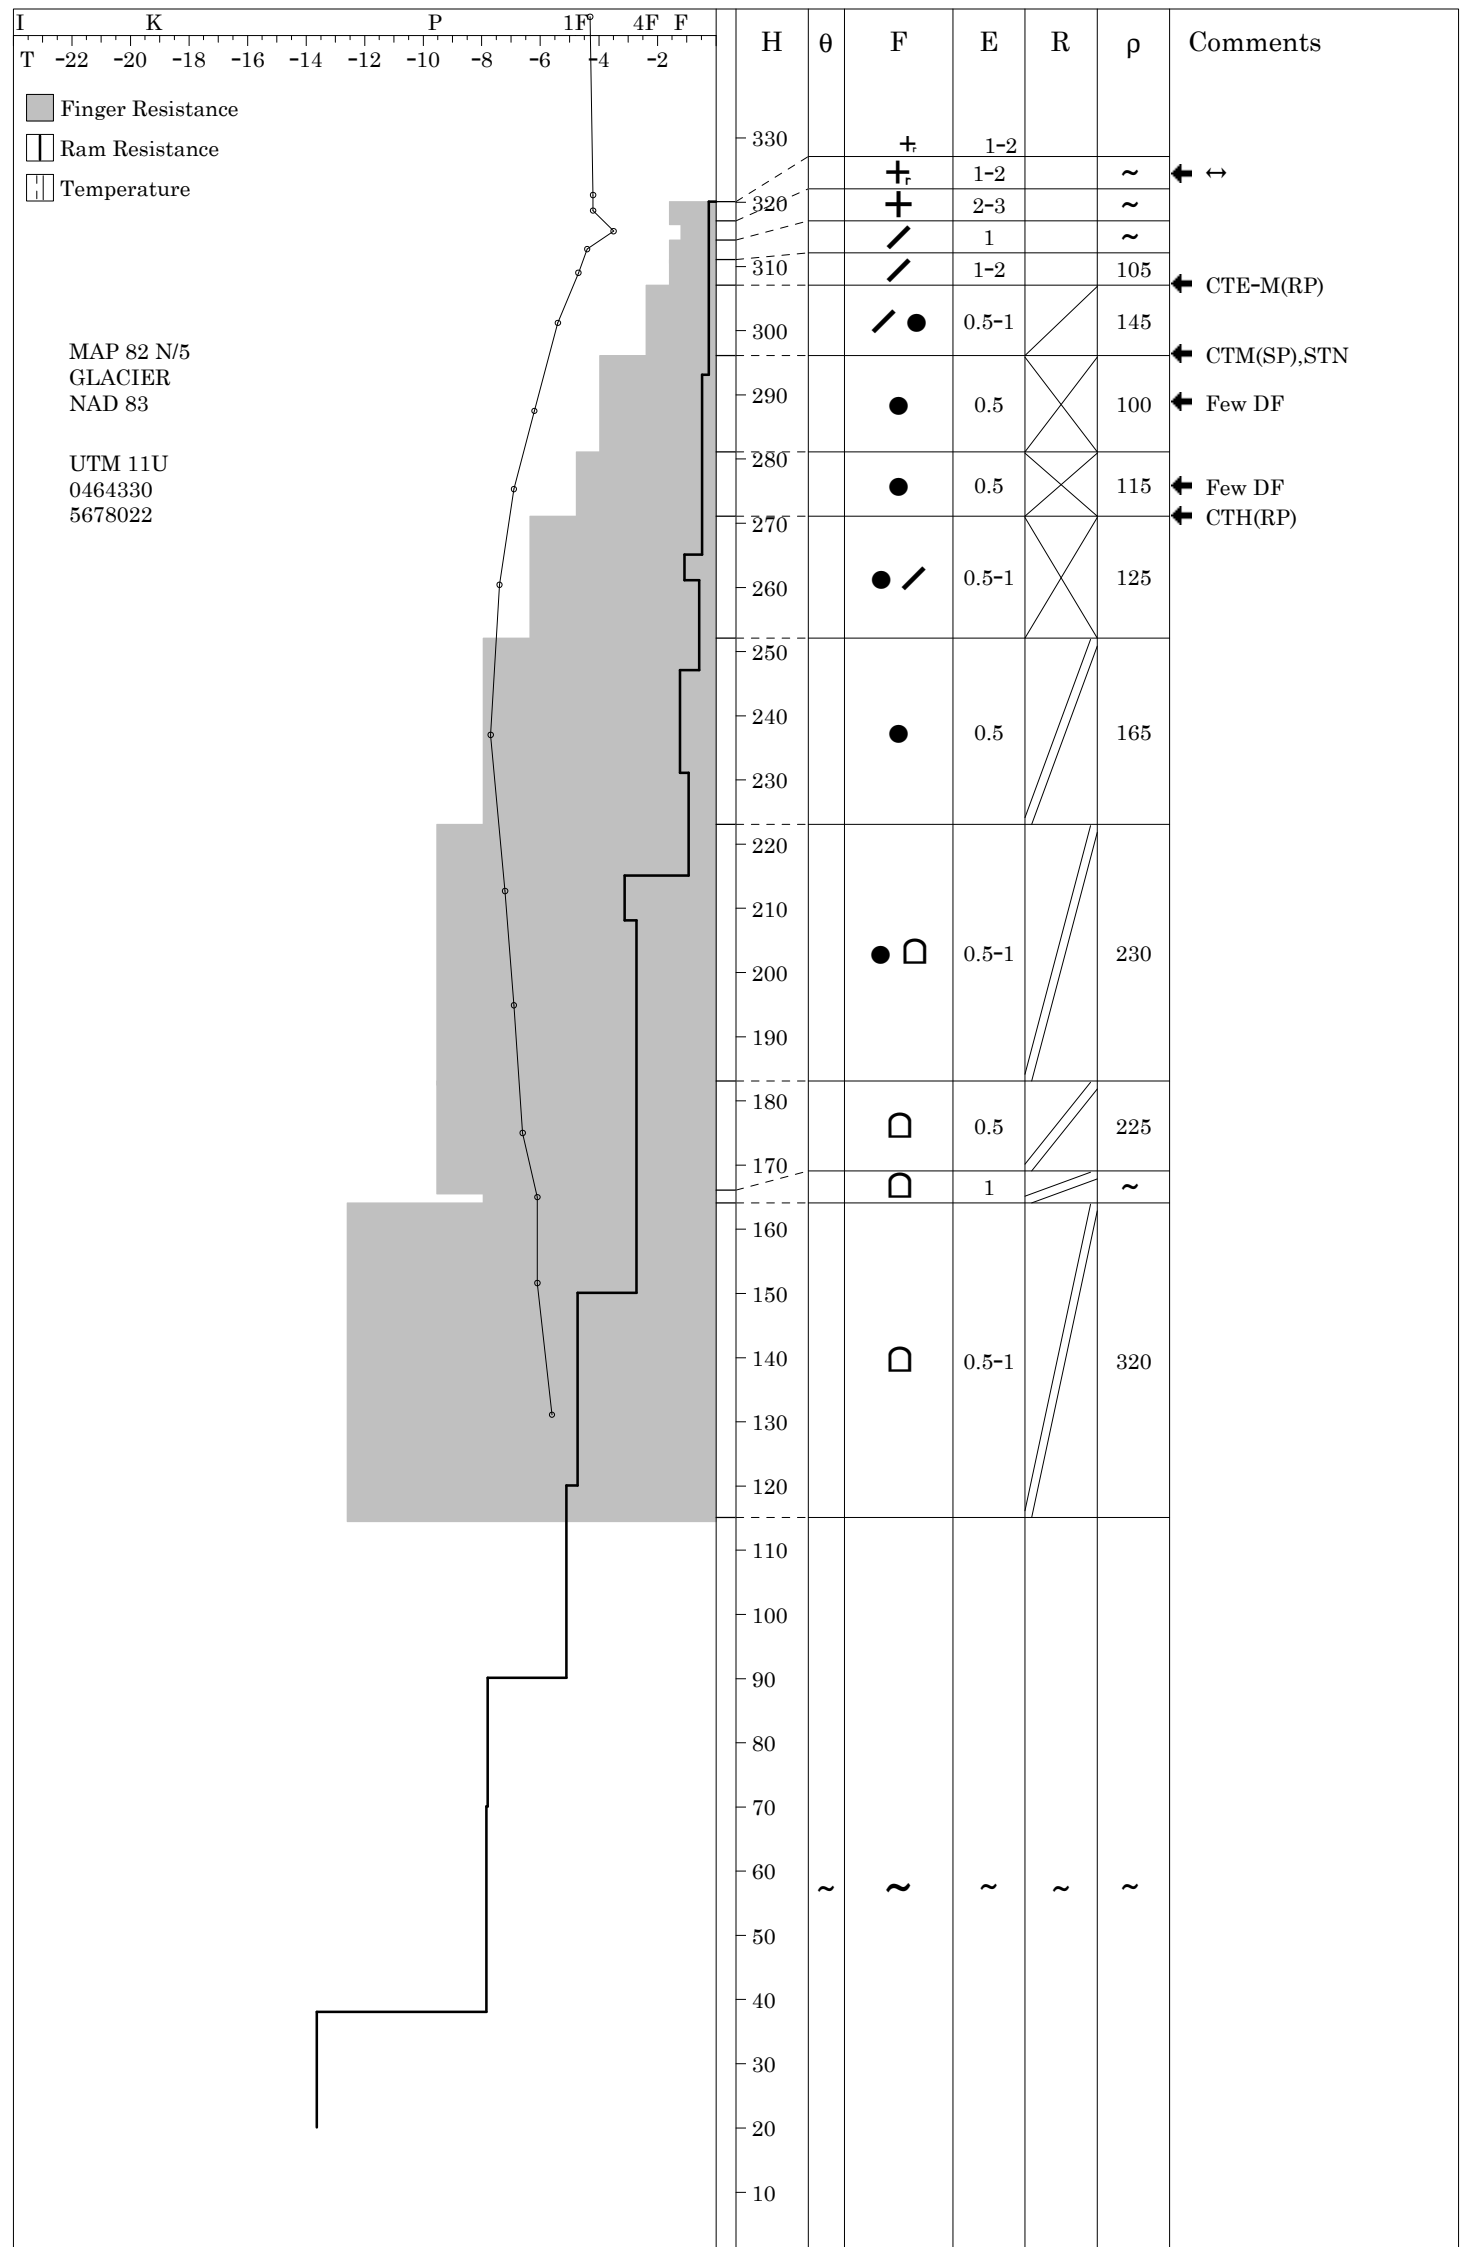 I K P 1F 4F F
T -22 -20 -18 -16 -14 -12 -10 -8 -6 -4 -2
H θ F E R ρ Comments
Finger Resistance
Ram Resistance
Temperature
MAP 82 N/5
GLACIER
NAD 83
UTM 11U
0464330
5678022
330
320
310
300
290
280
270
260
250
240
230
220
210
200
190
180
170
160
150
140
130
120
110
100
90
80
70
60
50
40
30
20
10
+r 1-2
+r 1-2 ~ ↔
+ 2-3 ~
/ 1 ~
/ 1-2 105
CTE-M(RP)
/ ● 0.5-1 145
CTM(SP),STN
● 0.5 100 Few DF
● 0.5 115 Few DF
CTH(RP)
● / 0.5-1 125
● 0.5 165
● 0.5-1 230
0.5 225
1 ~
0.5-1 320
~ ~ ~ ~ ~